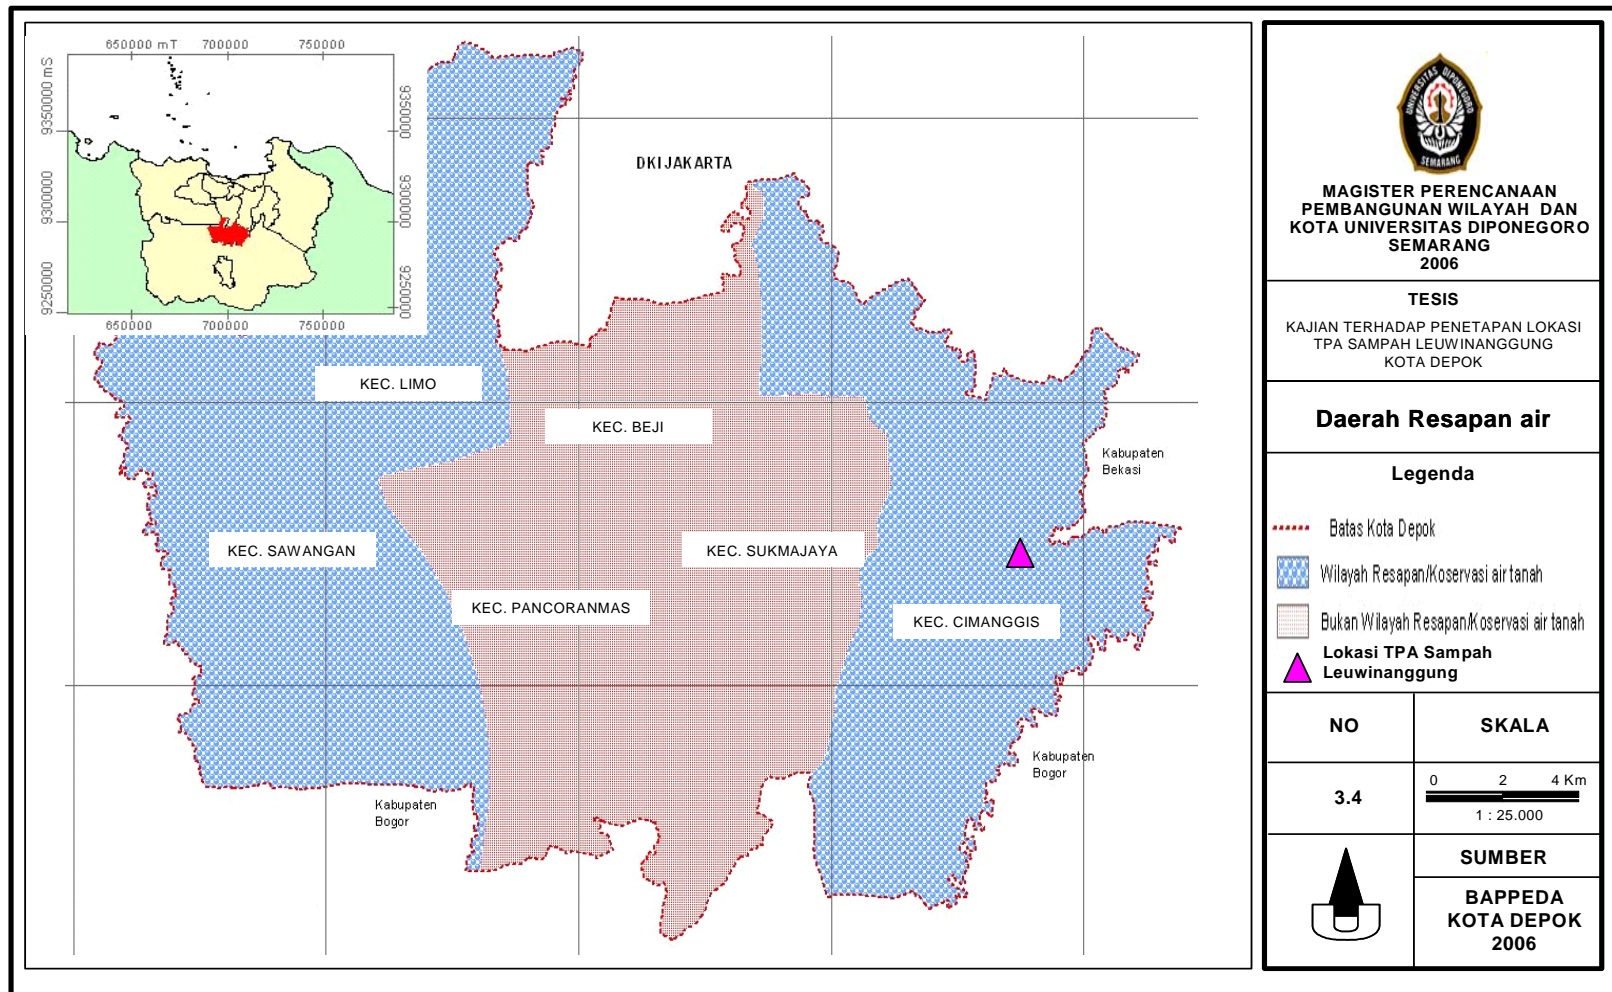 650000 mT 700000 750000
9350000 mS
9300000
9250000
9350000
9300000
9250000
650000 700000 750000
DKI JAKARTA
KEC. LIMO
KEC. BEJI
Kabupaten
Bekasi
KEC. SAWANGAN
KEC. SUKMAJAYA
KEC. PANCORANMAS
KEC. CIMANGGIS
Kabupaten
Bogor
Kabupaten
Bogor
UNIVERSITAS DIPONEGORO
SEMARANG
MAGISTER PERENCANAAN
PEMBANGUNAN WILAYAH DAN
KOTA UNIVERSITAS DIPONEGORO
SEMARANG
2006
TESIS
KAJIAN TERHADAP PENETAPAN LOKASI
TPA SAMPAH LEUWINANGGUNG
KOTA DEPOK
Daerah Resapan air
Legenda
Batas Kota Depok
Wilayah Resapan/Koservasi air tanah
Bukan Wilayah Resapan/Koservasi air tanah
Lokasi TPA Sampah
Leuwinanggung
NO SKALA
3.4
0 2 4 Km
1 : 25.000
SUMBER
BAPPEDA
KOTA DEPOK
2006